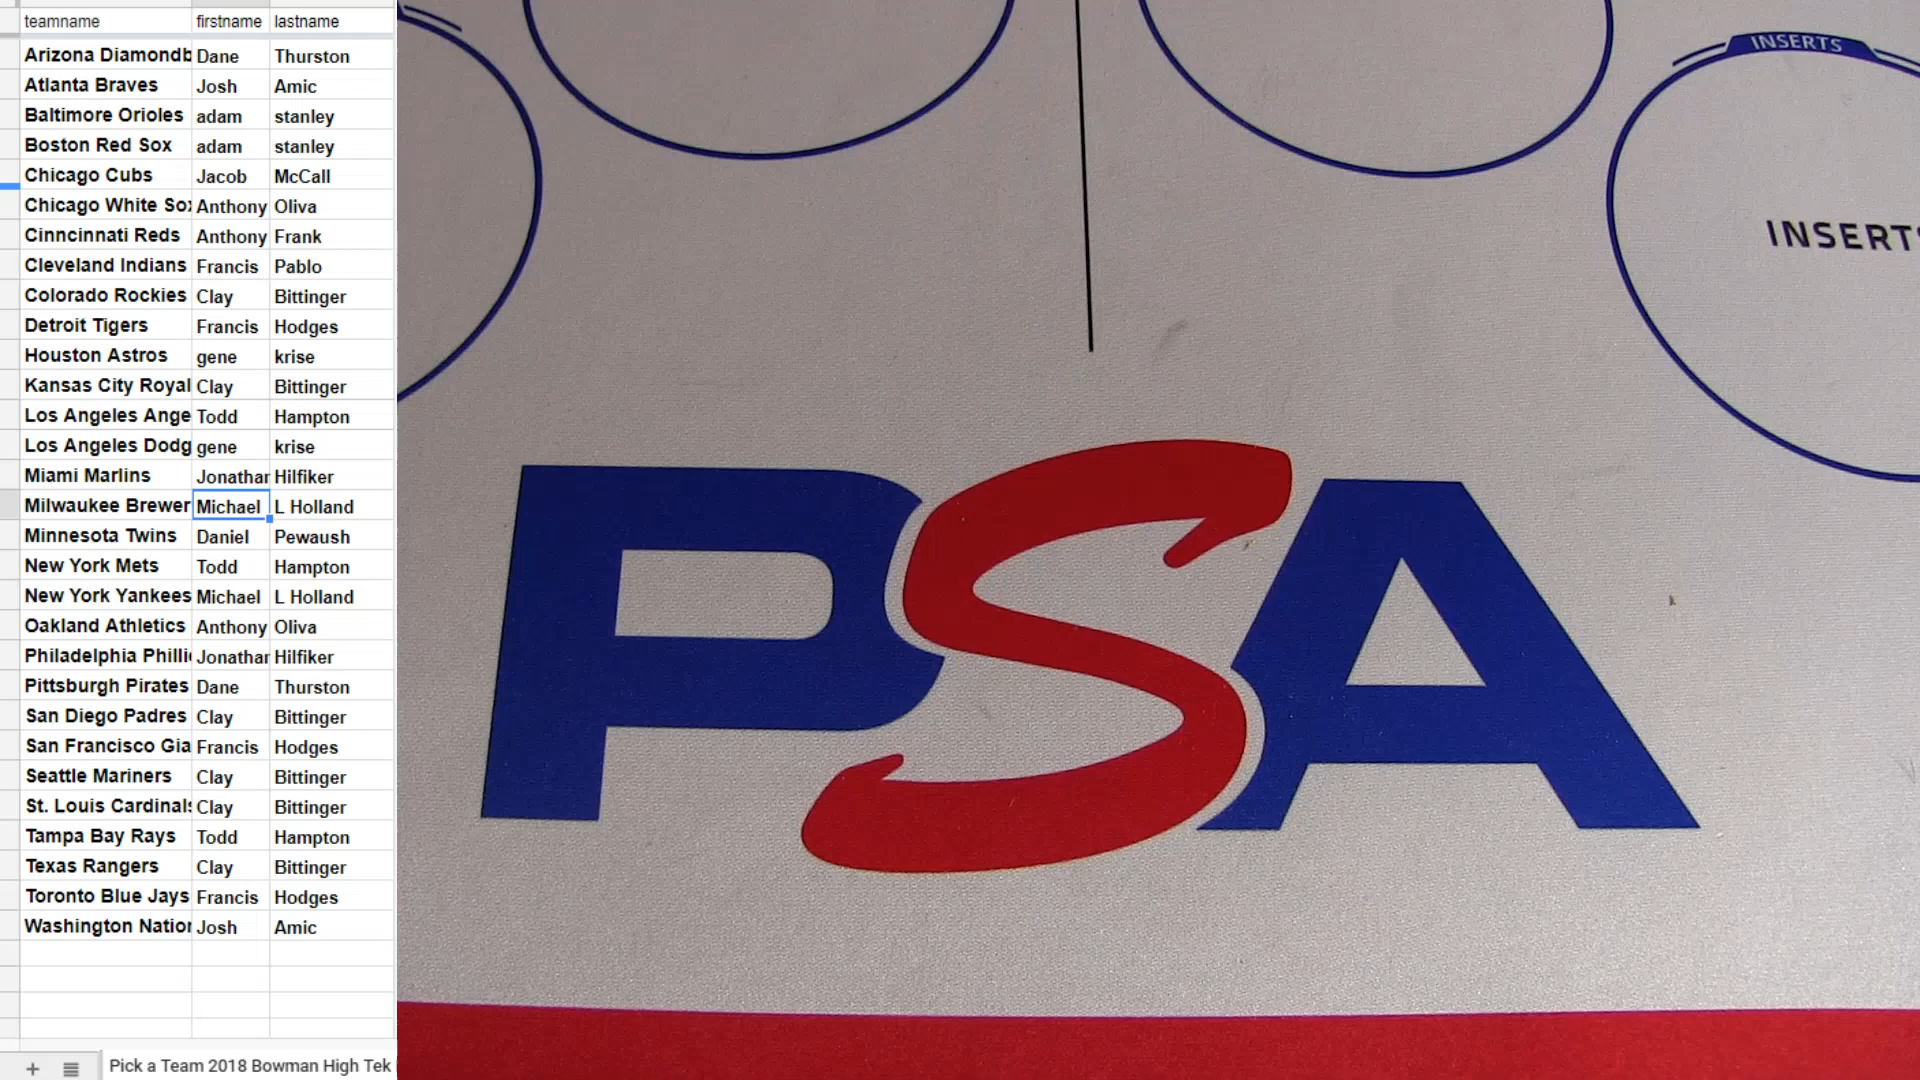 teamname firstname lastname
Arizona Diamondb Dane Thurston
Atlanta Braves Josh Amic
Baltimore Orioles adam stanley
Boston Red Sox adam stanley
Chicago Cubs Jacob McCall
Chicago White Sox Anthony Oliva
Cinncinnati Reds Anthony Frank
Cleveland Indians Francis Pablo
Colorado Rockies Clay Bittinger
Detroit Tigers Francis Hodges
Houston Astros gene krise
Kansas City Royal Clay Bittinger
Los Angeles Ange Todd Hampton
Los Angeles Dodg gene krise
Miami Marlins Jonathan Hilfiker
Milwaukee Brewer Michael L Holland
Minnesota Twins Daniel Pewaush
New York Mets Todd Hampton
New York Yankees Michael L Holland
Oakland Athletics Anthony Oliva
Philadelphia Phillie Jonathan Hilfiker
Pittsburgh Pirates Dane Thurston
San Diego Padres Clay Bittinger
San Francisco Gia Francis Hodges
Seattle Mariners Clay Bittinger
St. Louis Cardinals Clay Bittinger
Tampa Bay Rays Todd Hampton
Texas Rangers Clay Bittinger
Toronto Blue Jays Francis Hodges
Washington Nation Josh Amic
Pick a Team 2018 Bowman High Tek
INSERTS
INSERTS
PSA